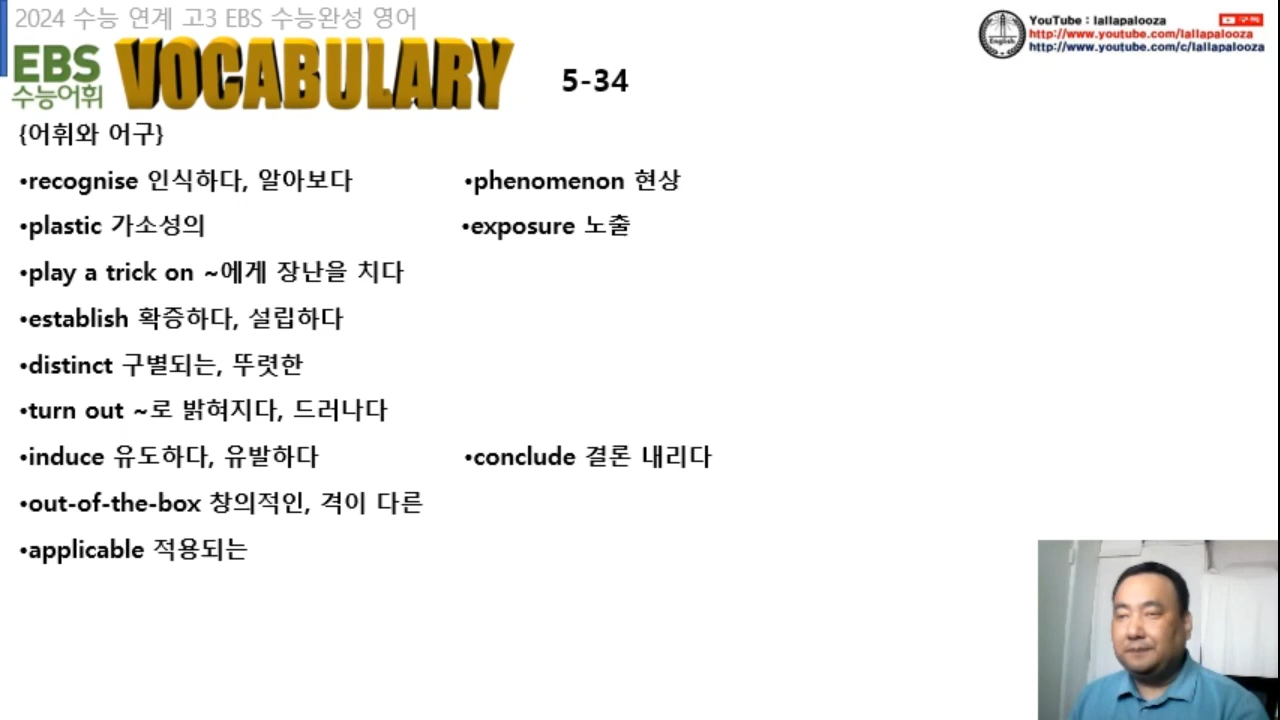 2024 수능 연계 고3 EBS 수능완성 영어
EBS
수능어휘
VOCABULARY
5-34
YouTube : lallapalooza
구독
http://www.youtube.com/lallapalooza
http://www.youtube.com/c/lallapalooza
English
{어휘와 어구}
•recognise 인식하다, 알아보다 •phenomenon 현상
•plastic 가소성의 •exposure 노출
•play a trick on ~에게 장난을 치다
•establish 확증하다, 설립하다
•distinct 구별되는, 뚜렷한
•turn out ~로 밝혀지다, 드러나다
•induce 유도하다, 유발하다 •conclude 결론 내리다
•out-of-the-box 창의적인, 격이 다른
•applicable 적용되는